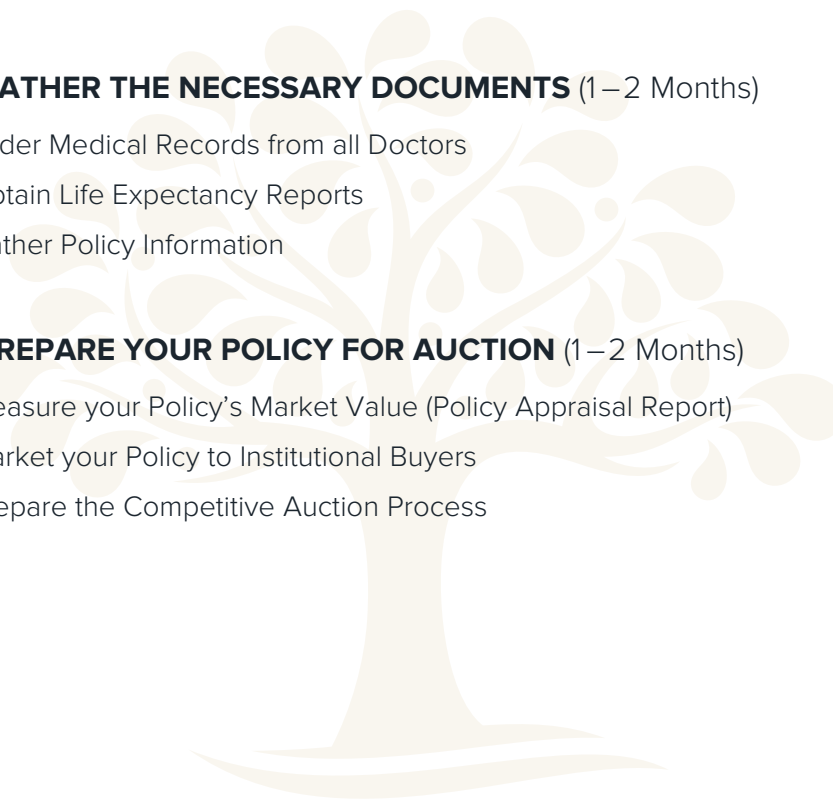 ATHER THE NECESSARY DOCUMENTS (1–2 Months)
der Medical Records from all Doctors
tain Life Expectancy Reports
ther Policy Information
REPARE YOUR POLICY FOR AUCTION (1–2 Months)
easure your Policy's Market Value (Policy Appraisal Report)
arket your Policy to Institutional Buyers
epare the Competitive Auction Process